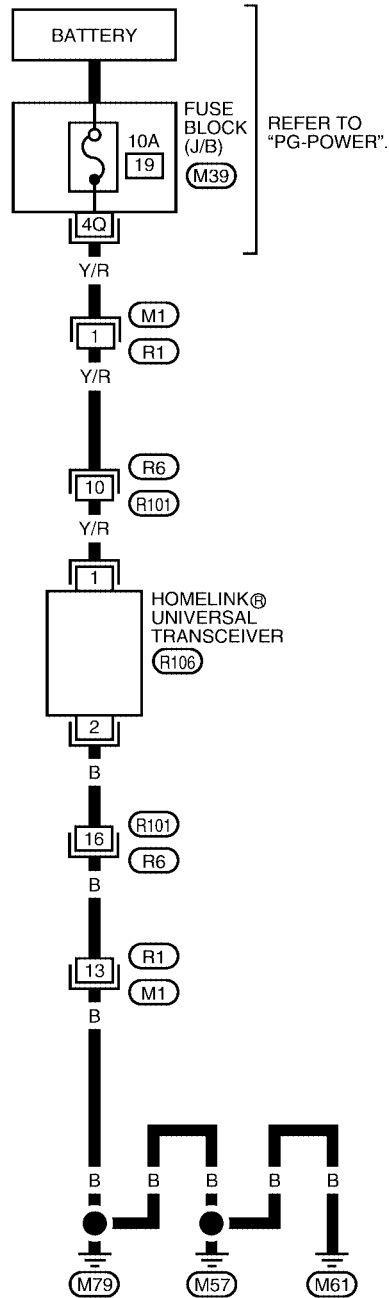 BATTERY
FUSE
BLOCK
(J/B)
10A
19
M39
REFER TO
"PG-POWER".
4Q
Y/R
M1
1
R1
Y/R
R6
10
R101
Y/R
1
HOMELINK®
UNIVERSAL
TRANSCEIVER
R106
2
B
R101
16
R6
B
R1
13
M1
B
B B B B B
M79 M57 M61